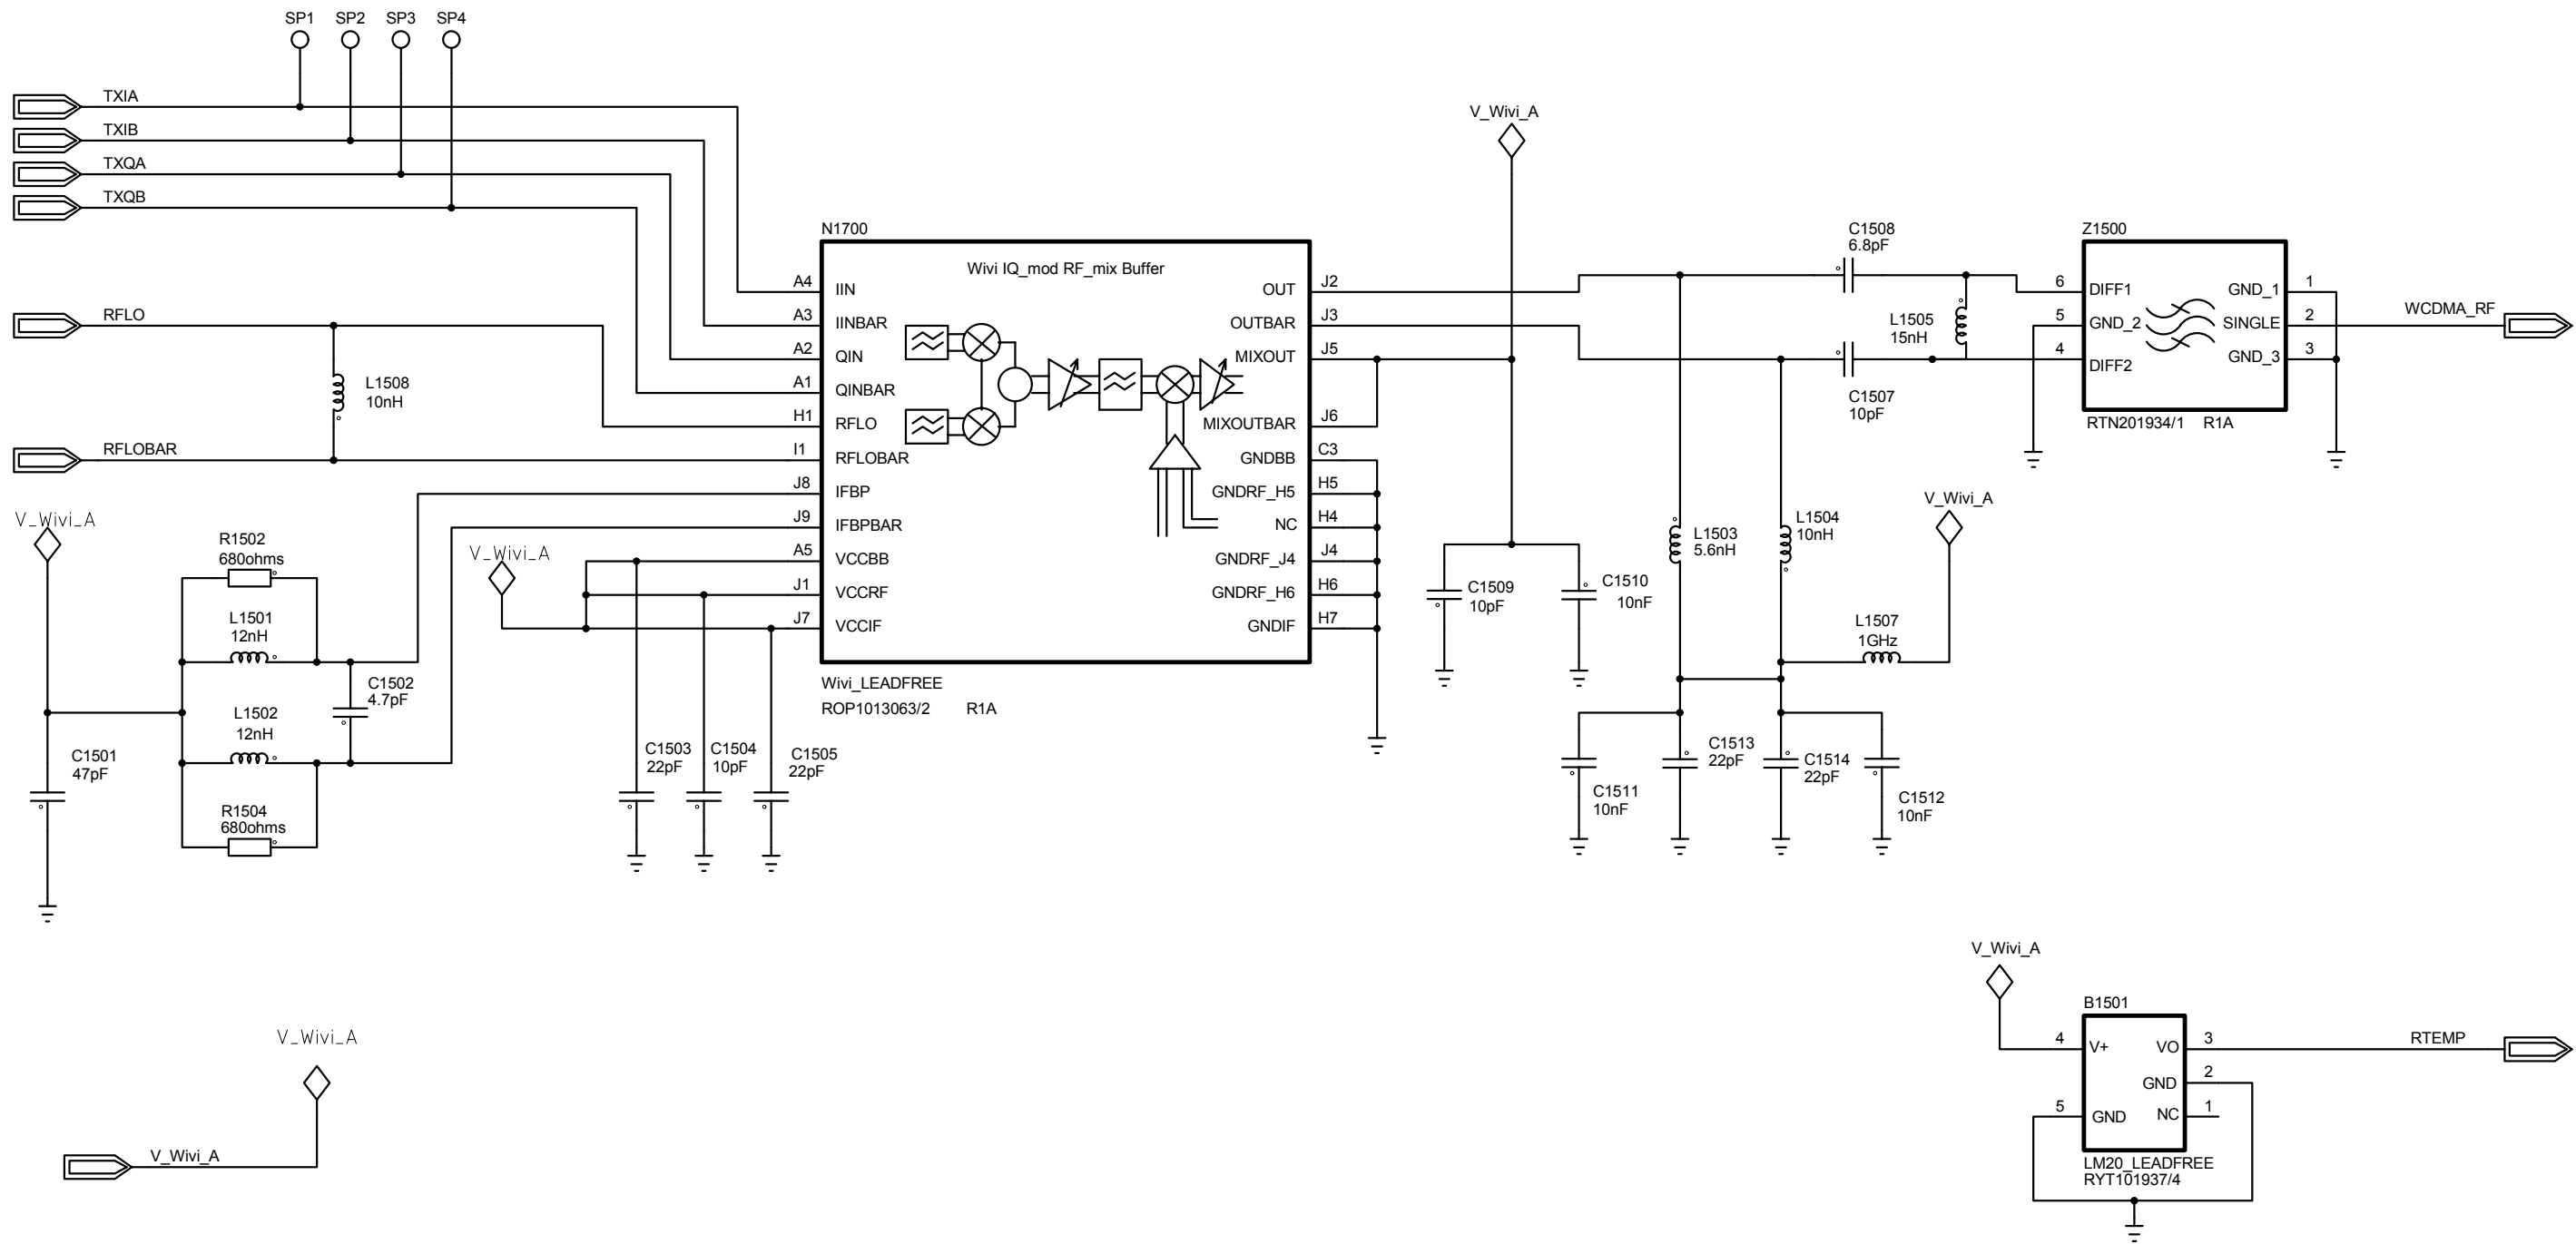 SP1 SP2 SP3 SP4
TXIA
TXIB
TXQA
TXQB
RFLO
L1508
10nH
RFLOBAR
V_Wivi_A
R1502
680ohms
L1501
12nH
C1502
4.7pF
L1502
12nH
C1501
47pF
R1504
680ohms
V_Wivi_A
C1503
22pF
C1504
10pF
C1505
22pF
N1700
Wivi IQ_mod RF_mix Buffer
A4 IIN
A3 IINBAR
A2 QIN
A1 QINBAR
H1 RFLO
I1 RFLOBAR
J8 IFBP
J9 IFBPBAR
A5 VCCBB
J1 VCCRF
J7 VCCIF
OUT J2
OUTBAR J3
MIXOUT J5
MIXOUTBAR J6
GNDBB C3
GNDRF_H5 H5
NC H4
GNDRF_J4 J4
GNDRF_H6 H6
GNDIF H7
Wivi_LEADFREE
ROP1013063/2 R1A
V_Wivi_A
C1509
10pF
C1510
10nF
C1508
6.8pF
L1505
15nH
C1507
10pF
L1503
5.6nH
L1504
10nH
V_Wivi_A
L1507
1GHz
C1511
10nF
C1513
22pF
C1514
22pF
C1512
10nF
Z1500
6 DIFF1
5 GND_2
4 DIFF2
GND_1 1
SINGLE 2
GND_3 3
RTN201934/1 R1A
WCDMA_RF
V_Wivi_A
V_Wivi_A
V_Wivi_A
B1501
4 V+
5 GND
VO 3
GND 2
NC 1
LM20_LEADFREE
RYT101937/4
RTEMP